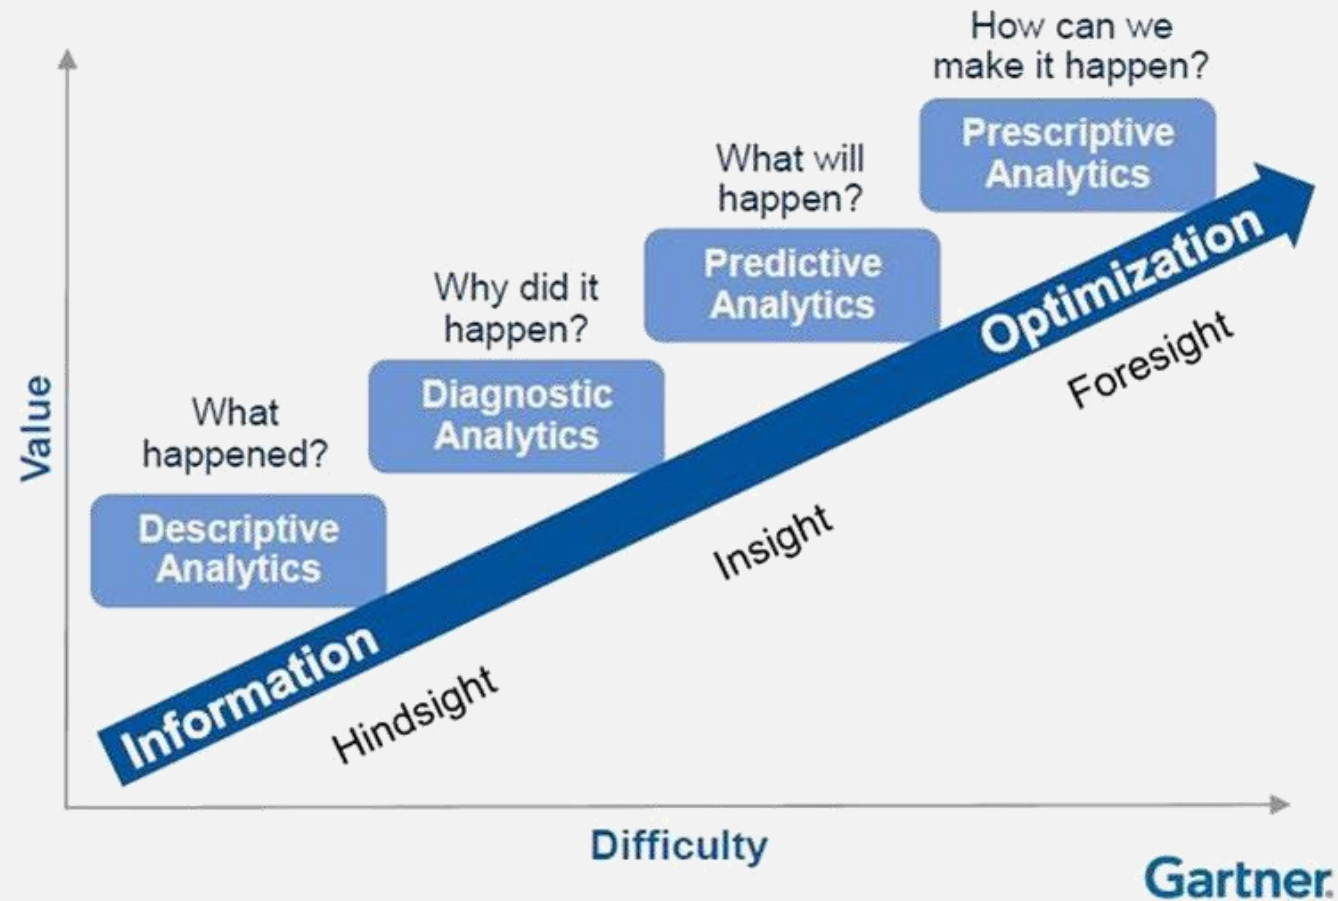 How can we
make it happen?
Prescriptive
Analytics
What will
happen?
Predictive
Analytics
Why did it
happen?
Diagnostic
Analytics
What
happened?
Descriptive
Analytics
Value
Information
Optimization
Hindsight
Insight
Foresight
Difficulty
Gartner.